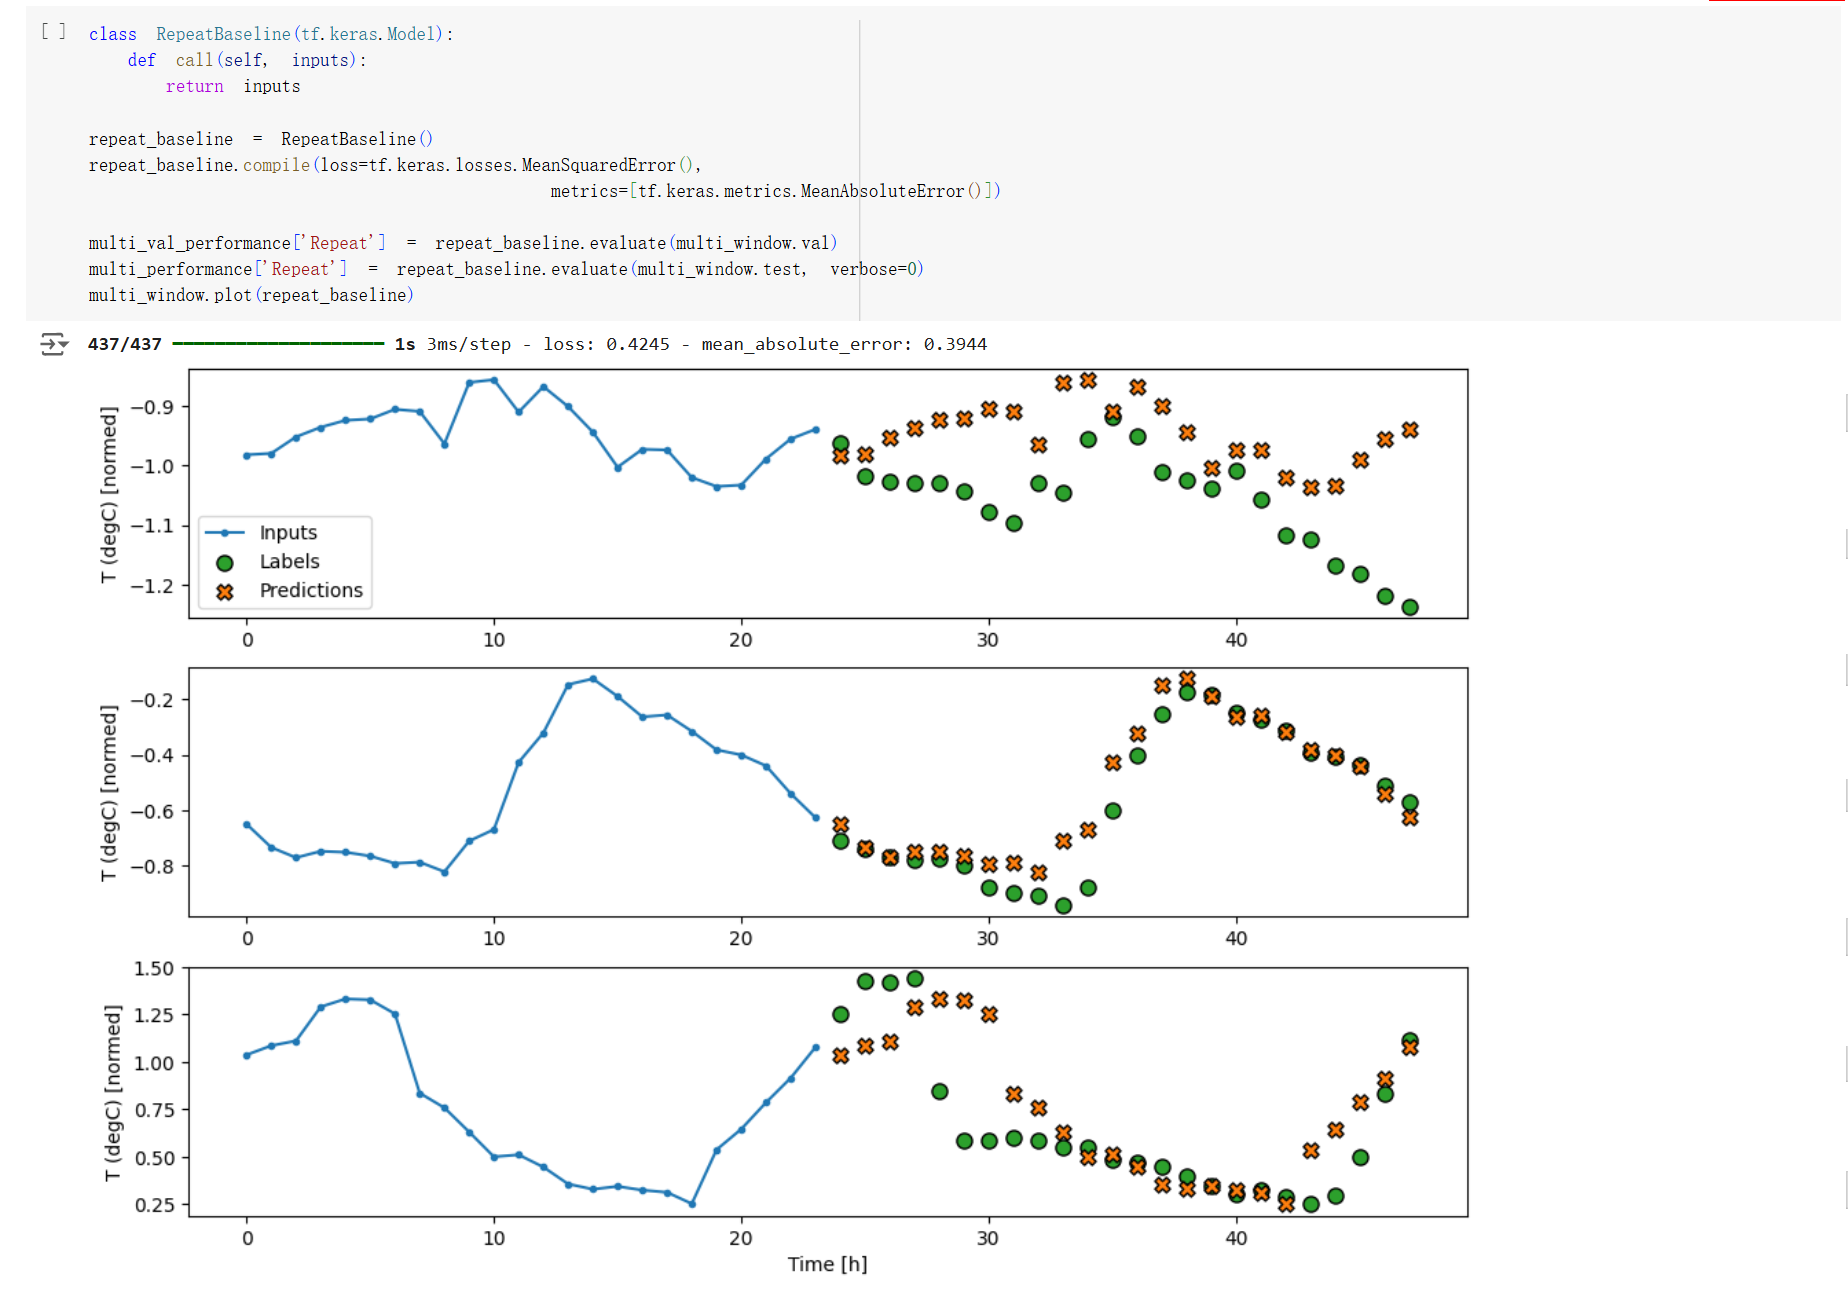 [ ] class RepeatBaseline(tf.keras.Model):
def call(self, inputs):
return inputs
repeat_baseline = RepeatBaseline()
repeat_baseline.compile(loss=tf.keras.losses.MeanSquaredError(),
metrics=[tf.keras.metrics.MeanAbsoluteError()])
multi_val_performance['Repeat'] = repeat_baseline.evaluate(multi_window.val)
multi_performance['Repeat'] = repeat_baseline.evaluate(multi_window.test, verbose=0)
multi_window.plot(repeat_baseline)
437/437 1s 3ms/step - loss: 0.4245 - mean_absolute_error: 0.3944
T (degC) [normed]
−0.9
−1.0
−1.1
−1.2
Inputs
Labels
Predictions
0 10 20 30 40
T (degC) [normed]
−0.2
−0.4
−0.6
−0.8
0 10 20 30 40
T (degC) [normed]
1.50
1.25
1.00
0.75
0.50
0.25
0 10 20 30 40
Time [h]